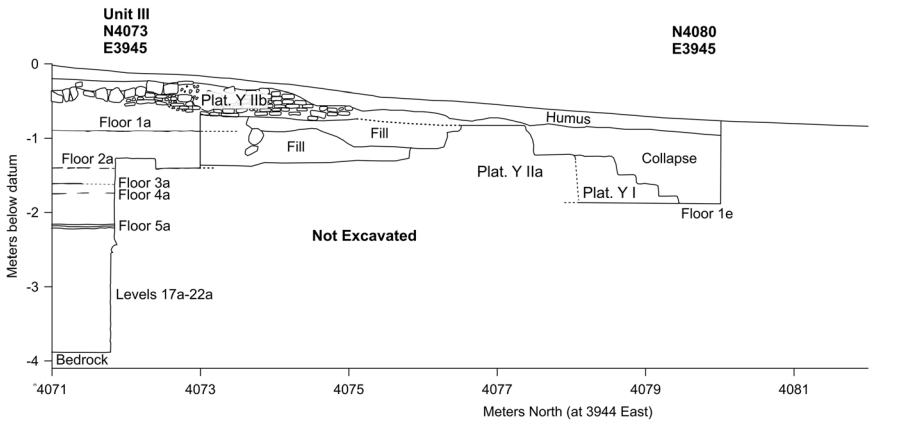 Unit III
N4073
E3945
N4080
E3945
0
Plat. Y IIb
Humus
Floor 1a
Fill
-1
Fill
Collapse
Floor 2a
Plat. Y IIa
Floor 3a
Plat. Y I
Floor 4a
-2
Floor 1e
Floor 5a
Not Excavated
Meters below datum
-3
Levels 17a-22a
-4
Bedrock
4071
4073
4075
4077
4079
4081
Meters North (at 3944 East)